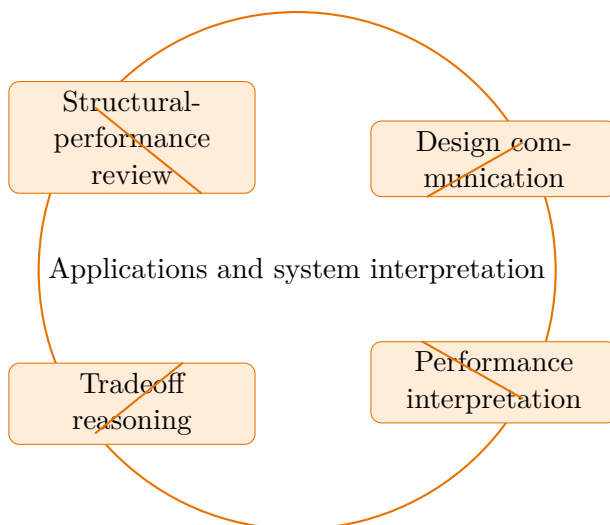 Structural-
performance
review
Design com-
munication
Applications and system interpretation
Tradeoff
reasoning
Performance
interpretation